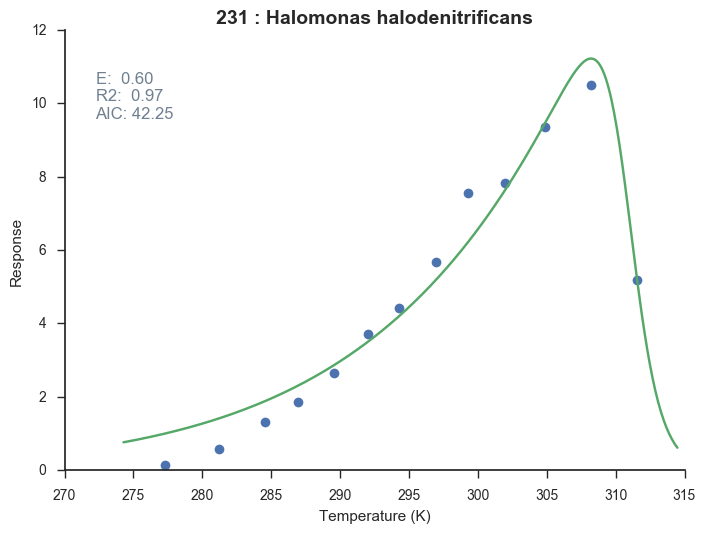 231 : Halomonas halodenitrificans
E: 0.60
R2: 0.97
AIC: 42.25
Response
12
10
8
6
4
2
0
270 275 280 285 290 295 300 305 310 315
Temperature (K)